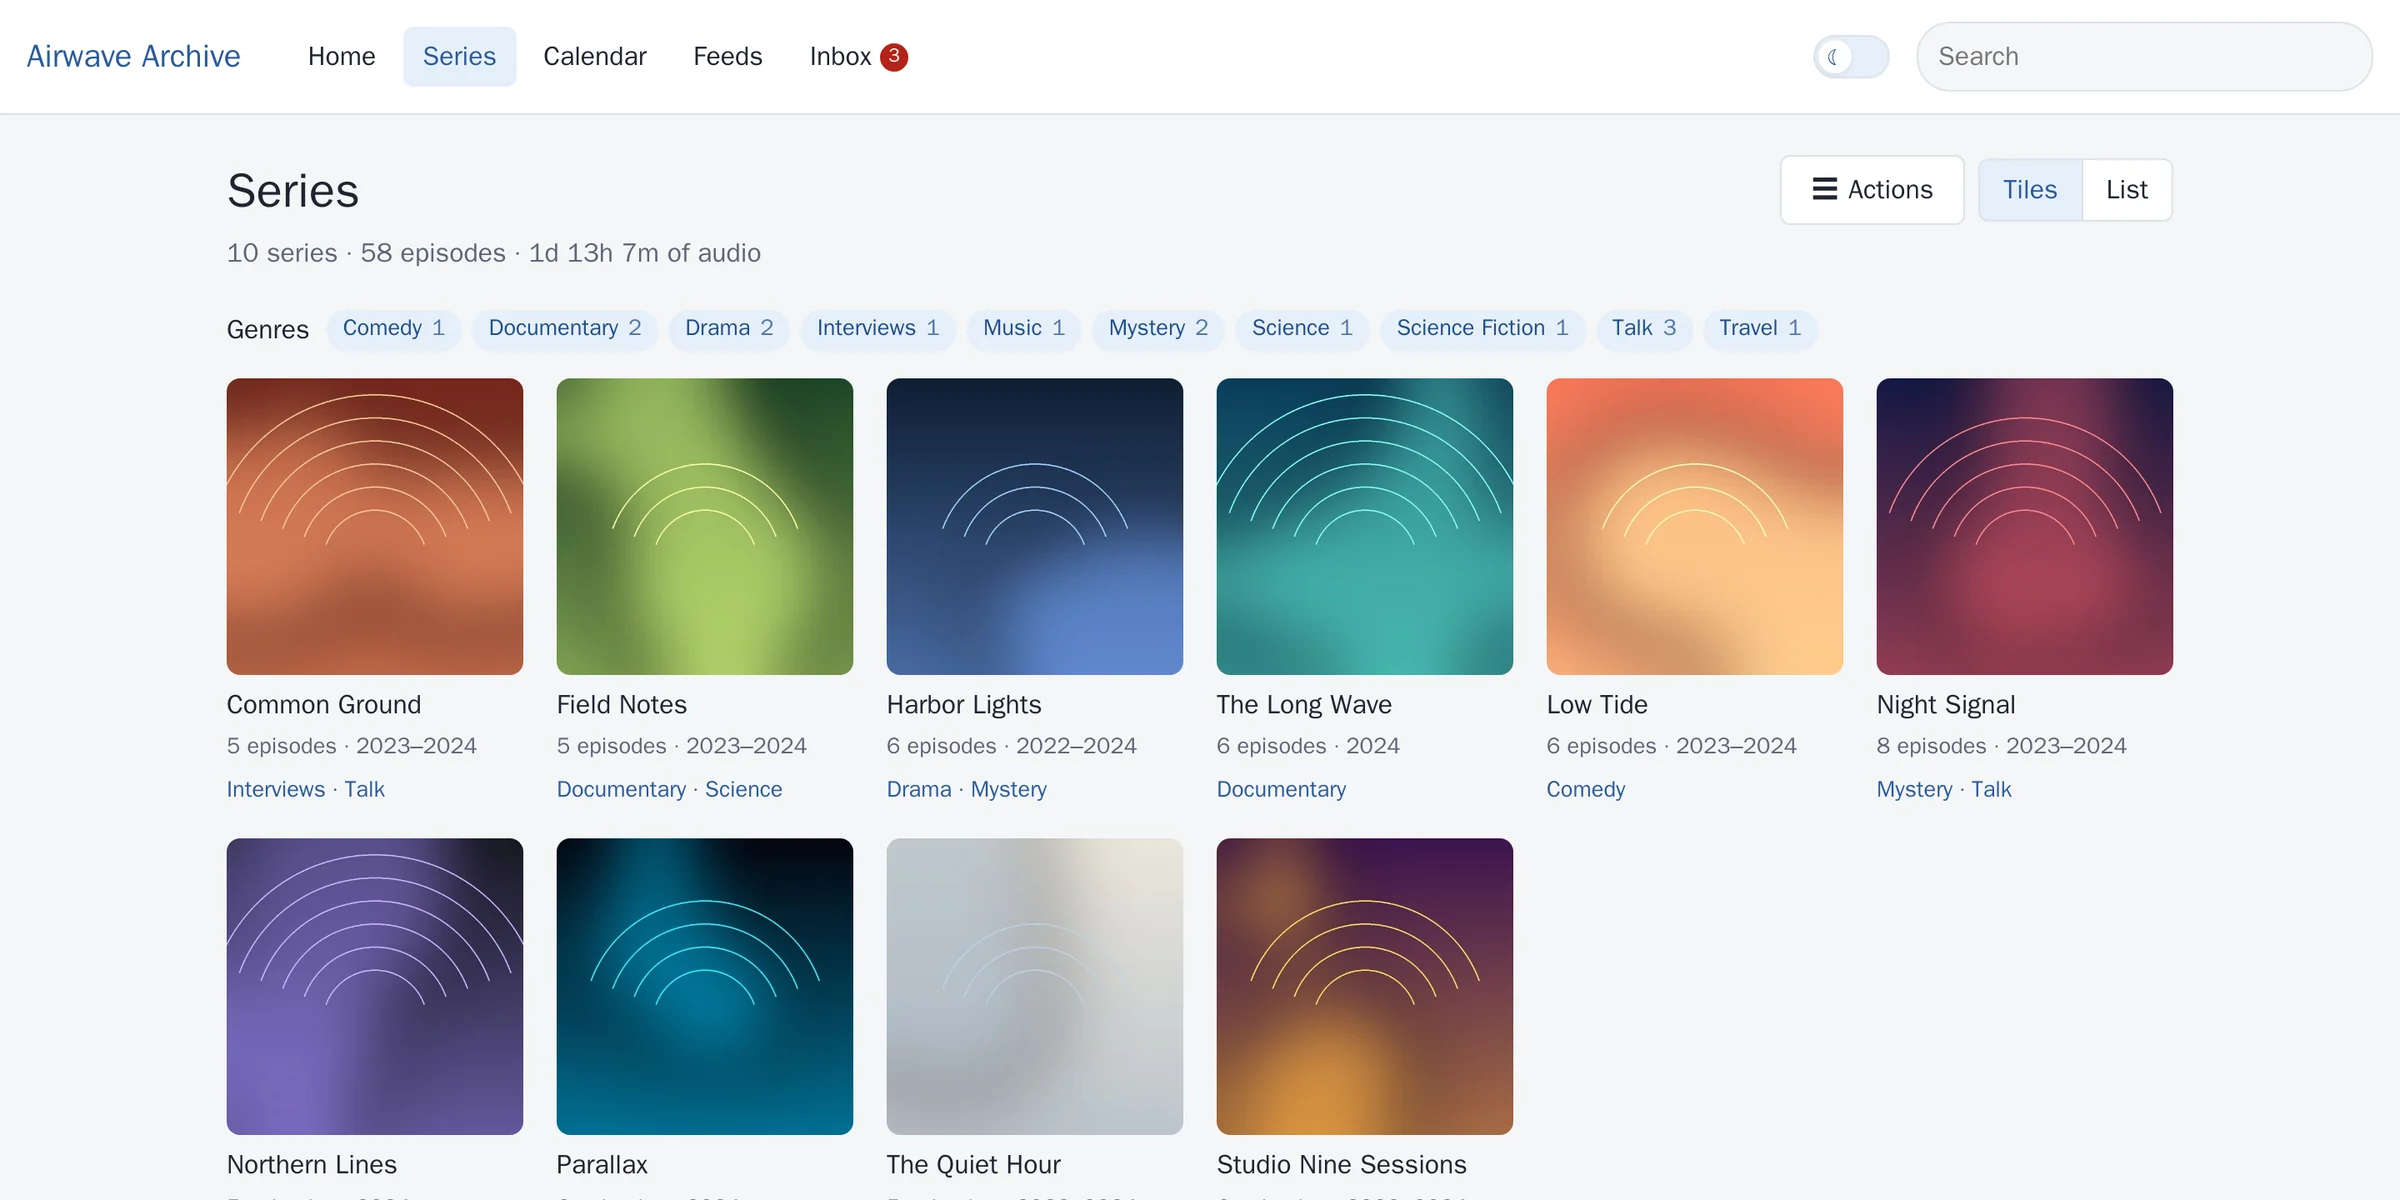 Airwave Archive Home Series Calendar Feeds Inbox 3 Search
Series
☰ Actions Tiles List
10 series · 58 episodes · 1d 13h 7m of audio
Genres Comedy 1 Documentary 2 Drama 2 Interviews 1 Music 1 Mystery 2 Science 1 Science Fiction 1 Talk 3 Travel 1
Common Ground Field Notes Harbor Lights The Long Wave Low Tide Night Signal
5 episodes · 2023–2024 5 episodes · 2023–2024 6 episodes · 2022–2024 6 episodes · 2024 6 episodes · 2023–2024 8 episodes · 2023–2024
Interviews · Talk Documentary · Science Drama · Mystery Documentary Comedy Mystery · Talk
Northern Lines Parallax The Quiet Hour Studio Nine Sessions